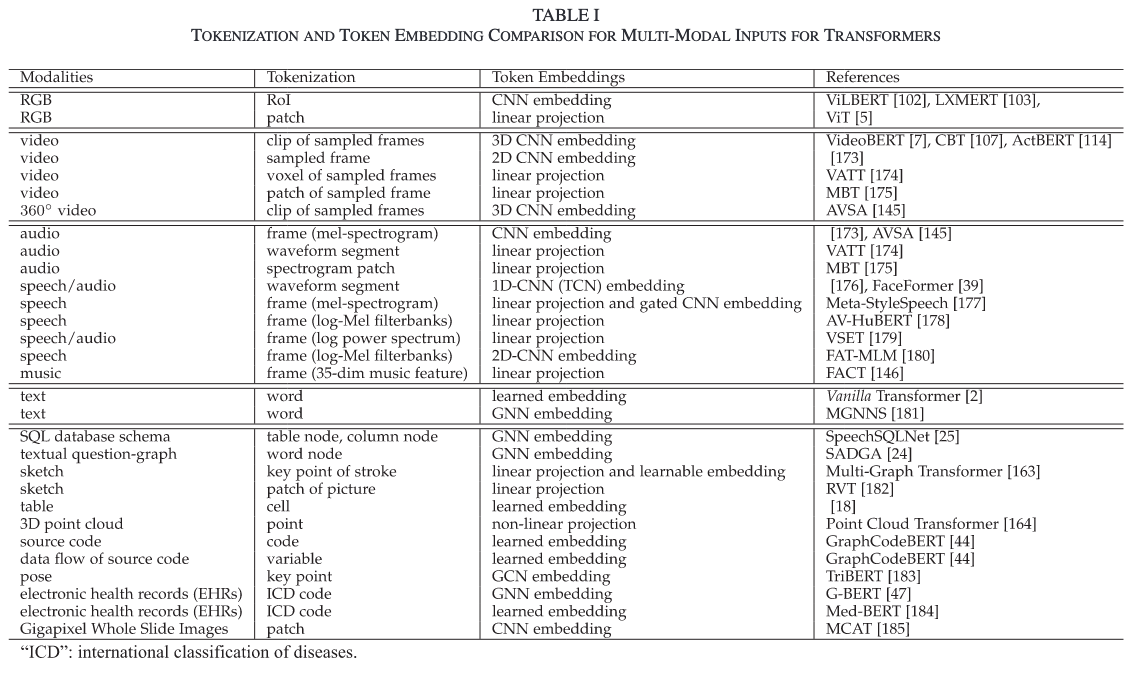 TABLE I
TOKENIZATION AND TOKEN EMBEDDING COMPARISON FOR MULTI-MODAL INPUTS FOR TRANSFORMERS
Modalities Tokenization Token Embeddings References
RGB RoI CNN embedding ViLBERT [102], LXMERT [103],
RGB patch linear projection ViT [5]
video clip of sampled frames 3D CNN embedding VideoBERT [7], CBT [107], ActBERT [114]
video sampled frame 2D CNN embedding [173]
video voxel of sampled frames linear projection VATT [174]
video patch of sampled frame linear projection MBT [175]
360° video clip of sampled frames 3D CNN embedding AVSA [145]
audio frame (mel-spectrogram) CNN embedding [173], AVSA [145]
audio waveform segment linear projection VATT [174]
audio spectrogram patch linear projection MBT [175]
speech/audio waveform segment 1D-CNN (TCN) embedding [176], FaceFormer [39]
speech frame (mel-spectrogram) linear projection and gated CNN embedding Meta-StyleSpeech [177]
speech frame (log-Mel filterbanks) linear projection AV-HuBERT [178]
speech/audio frame (log power spectrum) linear projection VSET [179]
speech frame (log-Mel filterbanks) 2D-CNN embedding FAT-MLM [180]
music frame (35-dim music feature) linear projection FACT [146]
text word learned embedding Vanilla Transformer [2]
text word GNN embedding MGNNS [181]
SQL database schema table node, column node GNN embedding SpeechSQLNet [25]
textual question-graph word node GNN embedding SADGA [24]
sketch key point of stroke linear projection and learnable embedding Multi-Graph Transformer [163]
sketch patch of picture linear projection RVT [182]
table cell learned embedding [18]
3D point cloud point non-linear projection Point Cloud Transformer [164]
source code code learned embedding GraphCodeBERT [44]
data flow of source code variable learned embedding GraphCodeBERT [44]
pose key point GCN embedding TriBERT [183]
electronic health records (EHRs) ICD code GNN embedding G-BERT [47]
electronic health records (EHRs) ICD code learned embedding Med-BERT [184]
Gigapixel Whole Slide Images patch CNN embedding MCAT [185]
“ICD”: international classification of diseases.